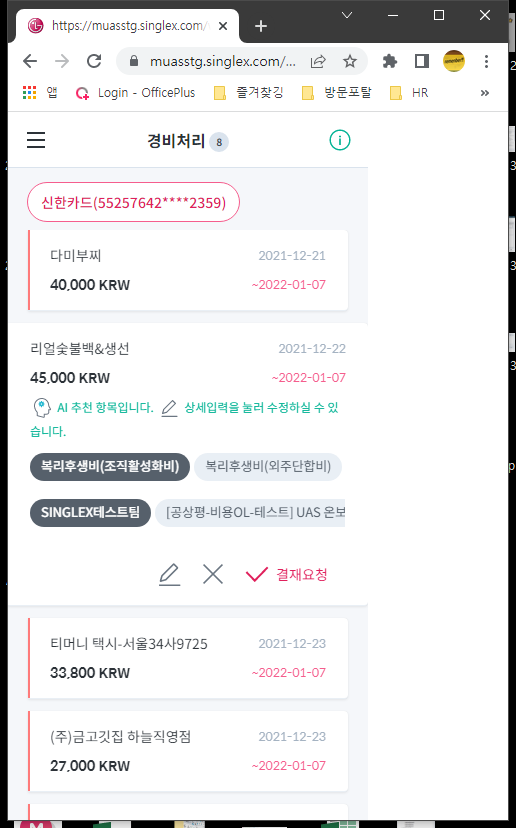 https://muasstg.singlex.com/
muasstg.singlex.com/...
앱
Login - OfficePlus
즐겨찾깅
방문포탈
HR
경비처리 8
신한카드(55257642****2359)
다미부찌 2021-12-21
40,000 KRW ~2022-01-07
리얼숯불백&생선 2021-12-22
45,000 KRW ~2022-01-07
AI 추천 항목입니다. 상세입력을 눌러 수정하실 수 있
습니다.
복리후생비(조직활성화비) 복리후생비(외주단합비)
SINGLEX테스트팀 [공상평-비용OL-테스트] UAS 온보
결재요청
티머니 택시-서울34사9725 2021-12-23
33,800 KRW ~2022-01-07
(주)금고깃집 하늘직영점 2021-12-23
27,000 KRW ~2022-01-07